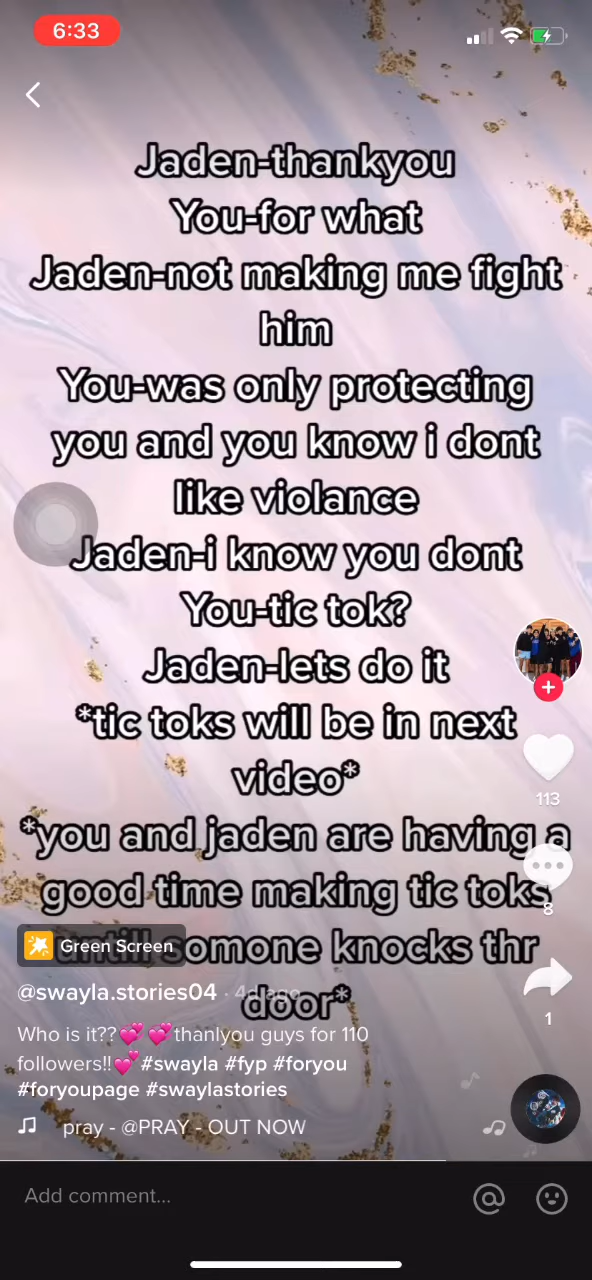 6:33
Jaden-thankyou
You-for what
Jaden-not making me fight
him
You-was only protecting
you and you know i dont
like violance
Jaden-i know you dont
You-tic tok?
Jaden-lets do it
*tic toks will be in next
video*
*you and jaden are having a
good time making tic toks
untill somone knocks thr
door*
113
8
1
Green Screen
@swayla.stories04 · 4d ago
Who is it??💞💞thanlyou guys for 110
followers!!💞#swayla #fyp #foryou
#foryoupage #swaylastories
pray - @PRAY - OUT NOW
Add comment...